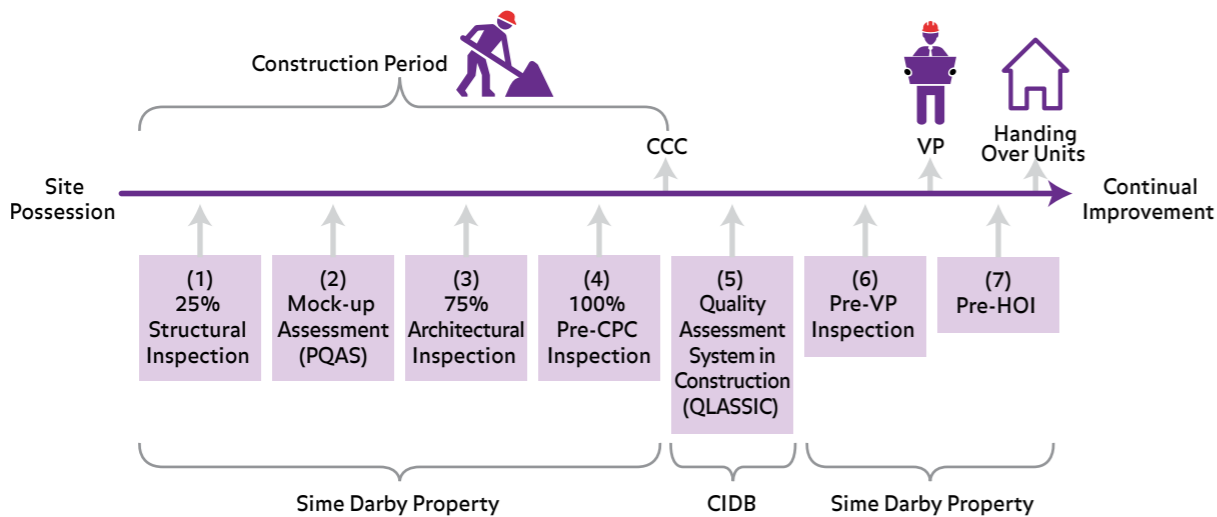 Construction Period
CCC
VP
Handing
Over Units
Site
Possession
Continual
Improvement
(1)
25%
Structural
Inspection
(2)
Mock-up
Assessment
(PQAS)
(3)
75%
Architectural
Inspection
(4)
100%
Pre-CPC
Inspection
(5)
Quality
Assessment
System in
Construction
(QLASSIC)
(6)
Pre-VP
Inspection
(7)
Pre-HOI
Sime Darby Property
CIDB
Sime Darby Property